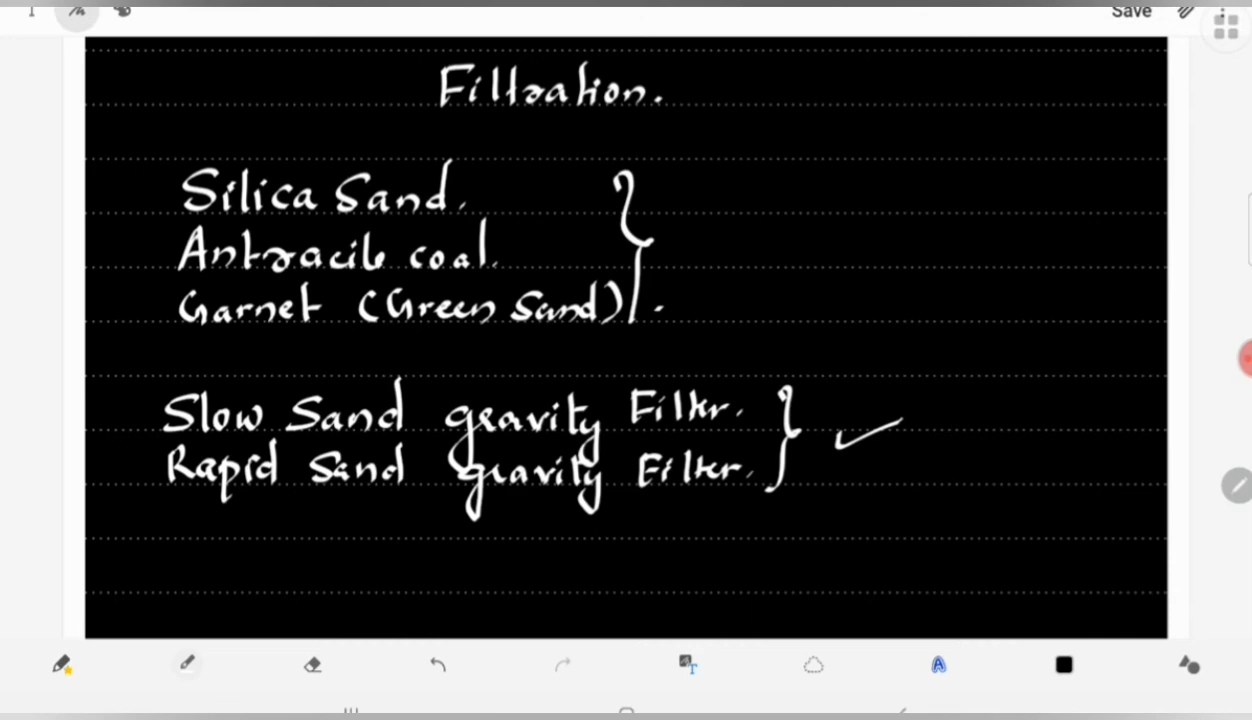 Save
Filtration.
Silica Sand.
Antracite coal.
Garnet (Green Sand).
Slow Sand gravity Filter.
Rapid Sand gravity Filter.